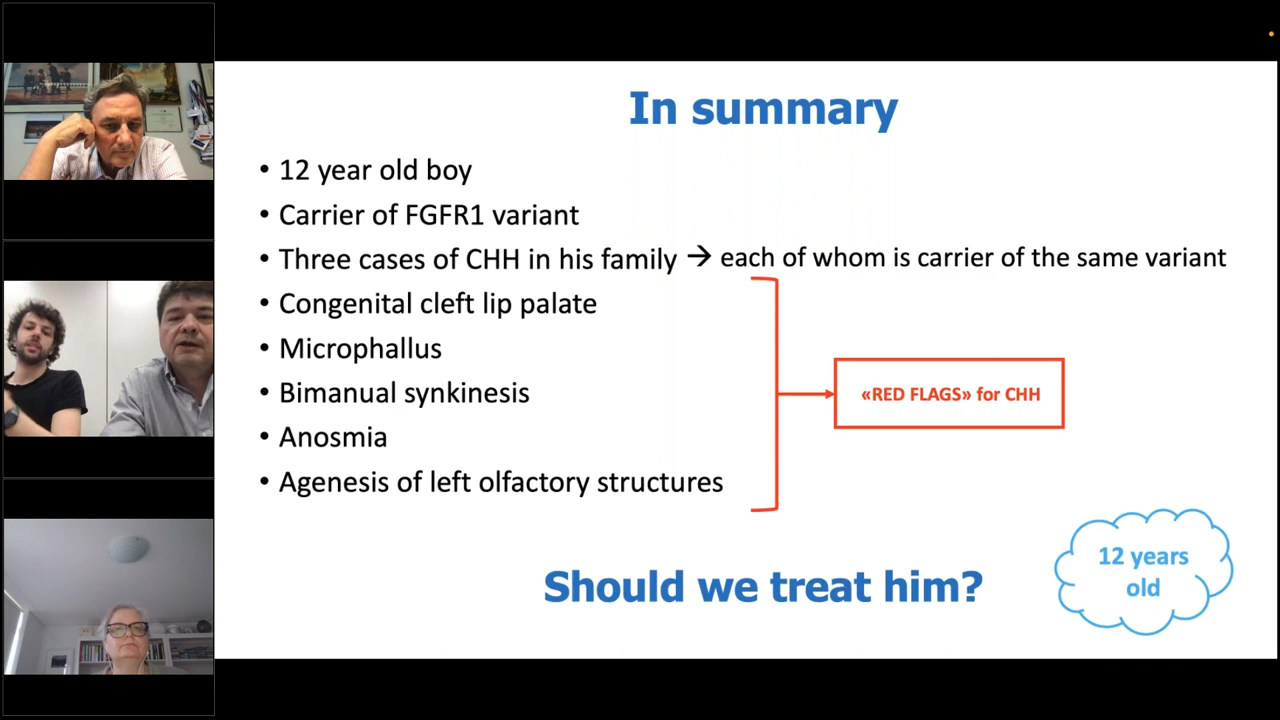 In summary
• 12 year old boy
• Carrier of FGFR1 variant
• Three cases of CHH in his family → each of whom is carrier of the same variant
• Congenital cleft lip palate
• Microphallus
• Bimanual synkinesis
• Anosmia
• Agenesis of left olfactory structures
«RED FLAGS» for CHH
Should we treat him?
12 years
old